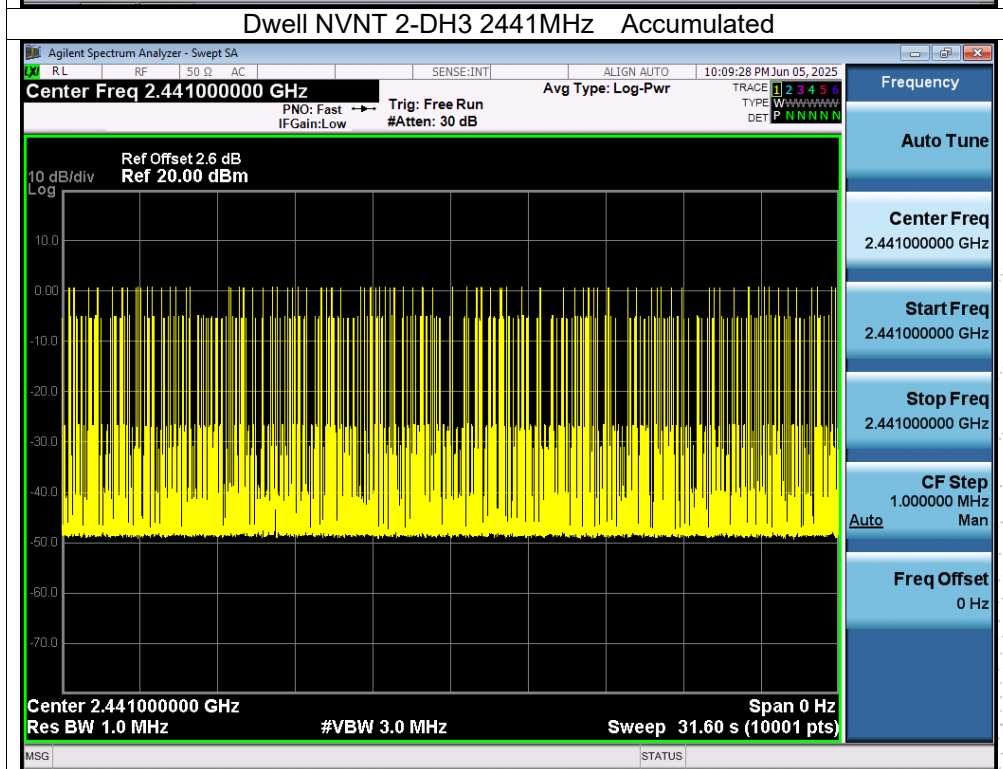 Dwell NVNT 2-DH3 2441MHz Accumulated
Agilent Spectrum Analyzer - Swept SA
LXI RL RF 50 Ω AC SENSE:INT ALIGN AUTO 10:09:28 PM Jun 05, 2025
Center Freq 2.441000000 GHz
PNO: Fast
IFGain:Low
Trig: Free Run
#Atten: 30 dB
Avg Type: Log-Pwr
TRACE 1 2 3 4 5 6
TYPE WWWWWWW
DET P N N N N N
Ref Offset 2.6 dB
10 dB/div Ref 20.00 dBm
Log
10.0
0.00
-10.0
-20.0
-30.0
-40.0
-50.0
-60.0
-70.0
Center 2.441000000 GHz Span 0 Hz
Res BW 1.0 MHz #VBW 3.0 MHz Sweep 31.60 s (10001 pts)
MSG STATUS
Frequency
Auto Tune
Center Freq
2.441000000 GHz
Start Freq
2.441000000 GHz
Stop Freq
2.441000000 GHz
CF Step
1.000000 MHz
Auto Man
Freq Offset
0 Hz